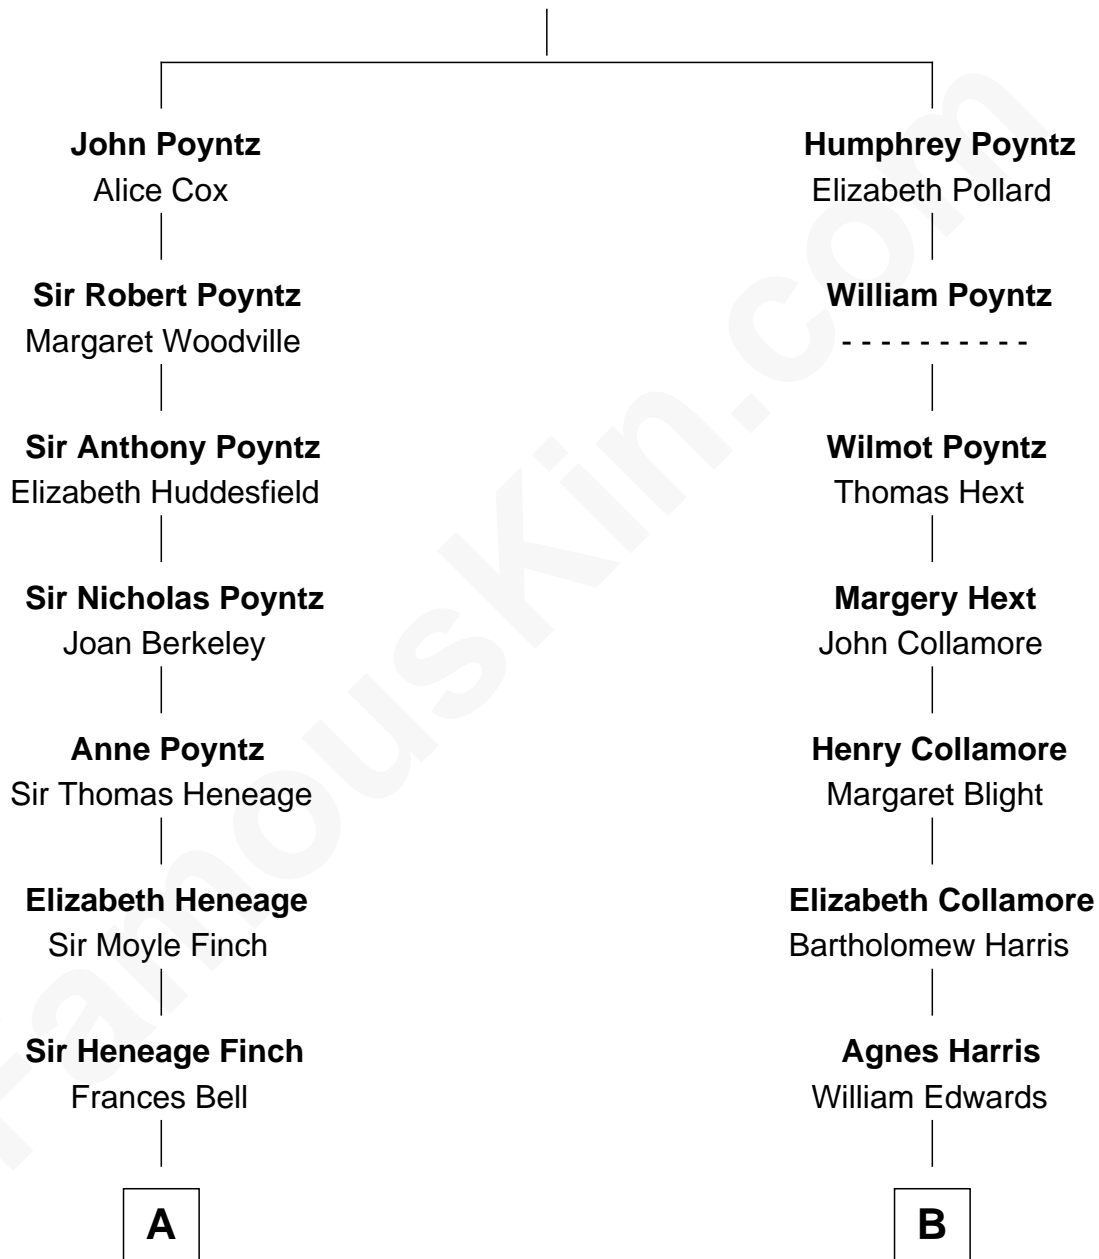 John Poyntz
Alice Cox
Humphrey Poyntz
Elizabeth Pollard
Sir Robert Poyntz
Margaret Woodville
William Poyntz
- - - - - - - - - -
Sir Anthony Poyntz
Elizabeth Huddesfield
Wilmot Poyntz
Thomas Hext
Sir Nicholas Poyntz
Joan Berkeley
Margery Hext
John Collamore
Anne Poyntz
Sir Thomas Heneage
Henry Collamore
Margaret Blight
Elizabeth Heneage
Sir Moyle Finch
Elizabeth Collamore
Bartholomew Harris
Sir Heneage Finch
Frances Bell
Agnes Harris
William Edwards
A
B
FamousKin.com